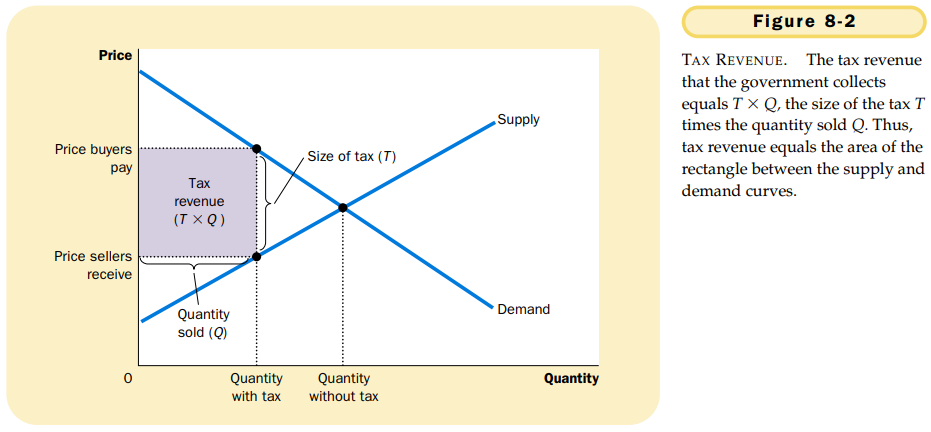 Figure 8-2
TAX REVENUE. The tax revenue
that the government collects
equals T × Q, the size of the tax T
times the quantity sold Q. Thus,
tax revenue equals the area of the
rectangle between the supply and
demand curves.
Price
Supply
Price buyers
pay
Size of tax (T)
Tax
revenue
(T × Q)
Price sellers
receive
Quantity
sold (Q)
Demand
0
Quantity
with tax
Quantity
without tax
Quantity